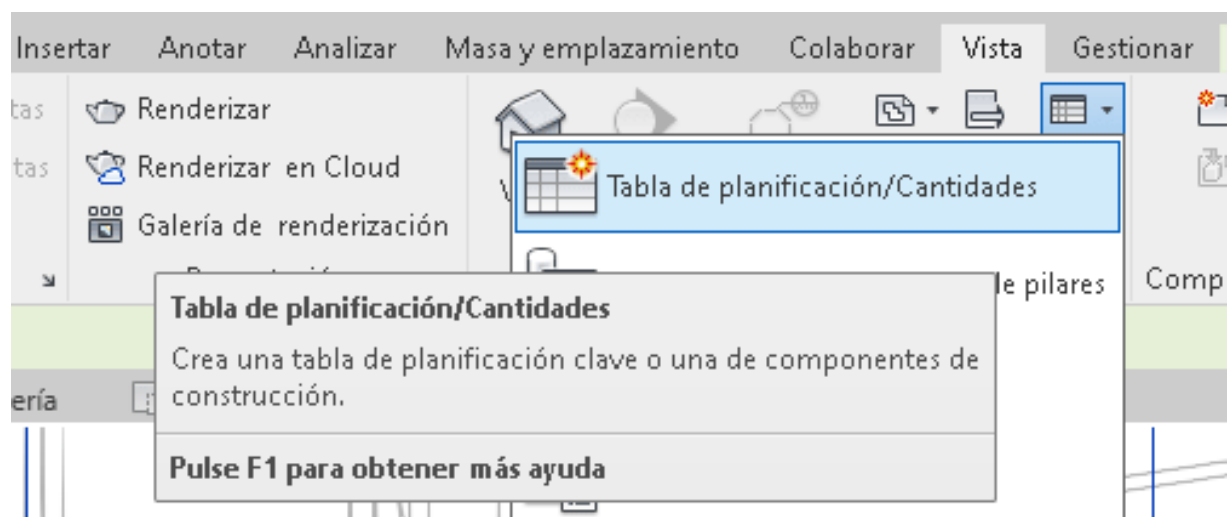 Insertar Anotar Analizar Masa y emplazamiento Colaborar Vista Gestionar
Renderizar
Renderizar en Cloud
Galería de renderización
Tabla de planificación/Cantidades
pilares
Tabla de planificación/Cantidades
Crea una tabla de planificación clave o una de componentes de
construcción.
Pulse F1 para obtener más ayuda